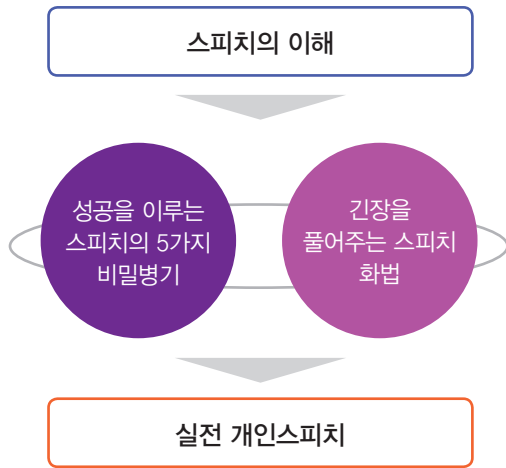 스피치의 이해
성공을 이루는
스피치의 5가지
비밀병기
긴장을
풀어주는 스피치
화법
실전 개인스피치